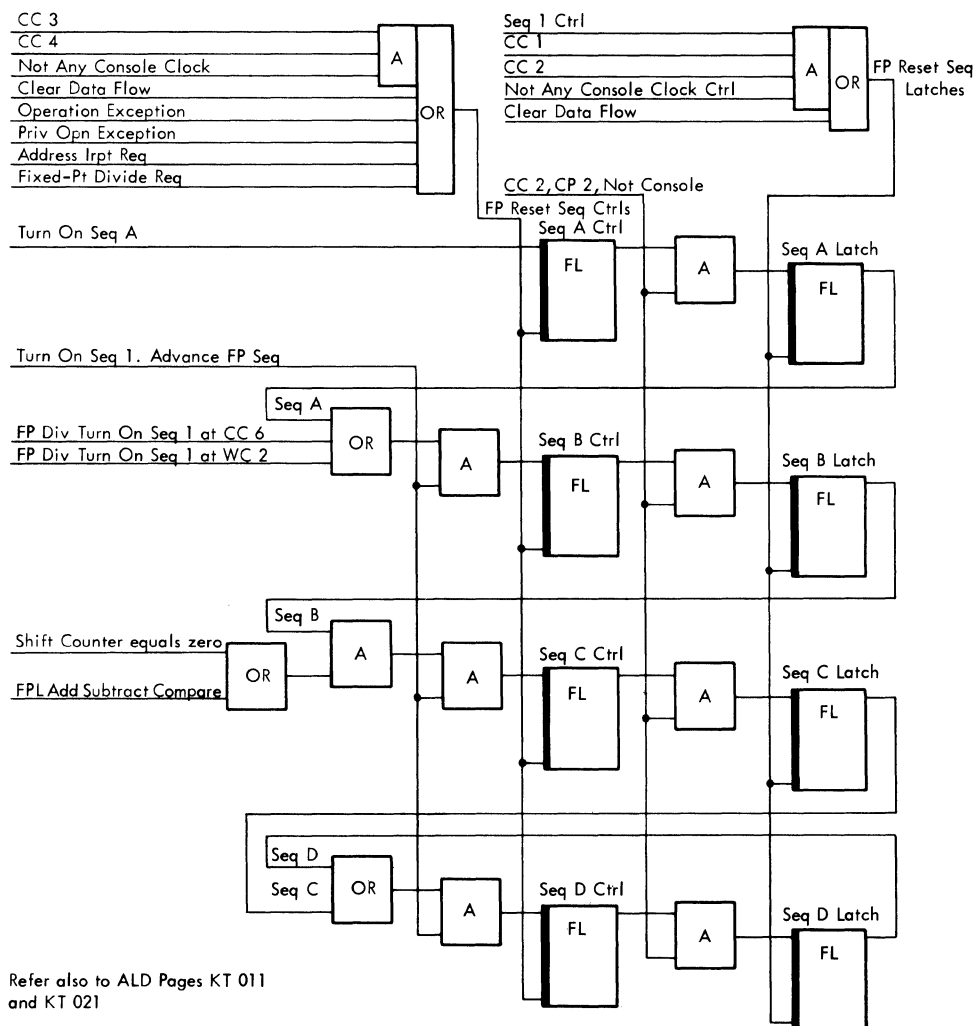 CC 3
CC 4
Not Any Console Clock
Clear Data Flow
Operation Exception
Priv Opn Exception
Address Irpt Req
Fixed-Pt Divide Req
A
OR
Seq 1 Ctrl
CC 1
CC 2
Not Any Console Clock Ctrl
Clear Data Flow
A
OR
FP Reset Seq
Latches
CC 2, CP 2, Not Console
FP Reset Seq Ctrls
Turn On Seq A
Seq A Ctrl
FL
A
Seq A Latch
FL
Turn On Seq 1. Advance FP Seq
Seq A
FP Div Turn On Seq 1 at CC 6
FP Div Turn On Seq 1 at WC 2
OR
A
Seq B Ctrl
FL
A
Seq B Latch
FL
Seq B
Shift Counter equals zero
FPL Add Subtract Compare
OR
A
A
Seq C Ctrl
FL
A
Seq C Latch
FL
Seq D
Seq C
OR
A
Seq D Ctrl
FL
A
Seq D Latch
FL
Refer also to ALD Pages KT 011
and KT 021